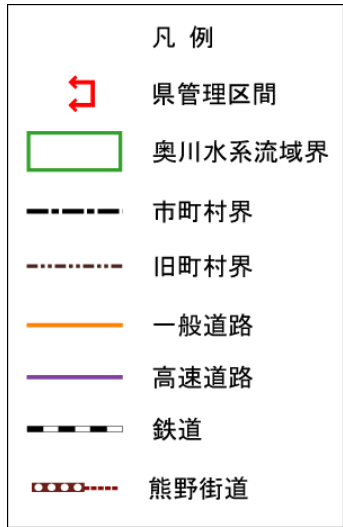 凡 例
県管理区間
奥川水系流域界
市町村界
旧町村界
一般道路
高速道路
鉄道
熊野街道